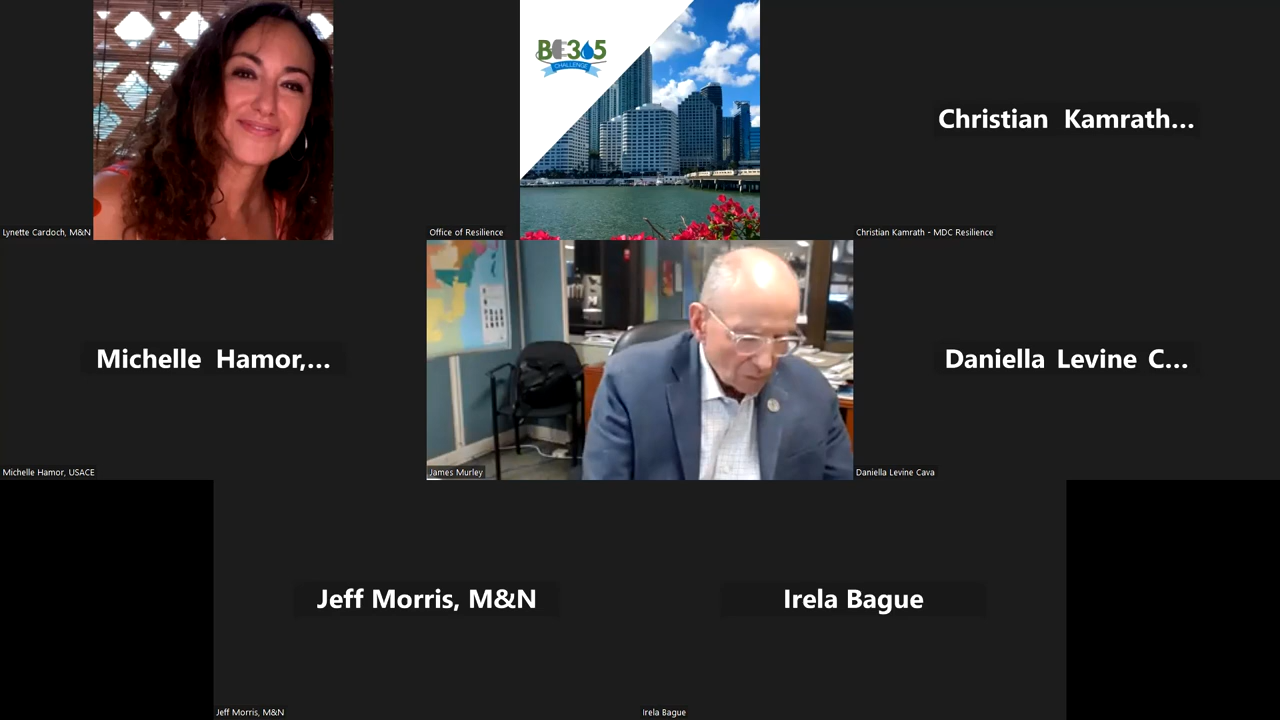 BE365
CHALLENGE
Christian Kamrath...
Lynette Cardoch, M&N
Office of Resilience
Christian Kamrath - MDC Resilience
Michelle Hamor,...
Daniella Levine C...
Michelle Hamor, USACE
James Murley
Daniella Levine Cava
Jeff Morris, M&N
Irela Bague
Jeff Morris, M&N
Irela Bague